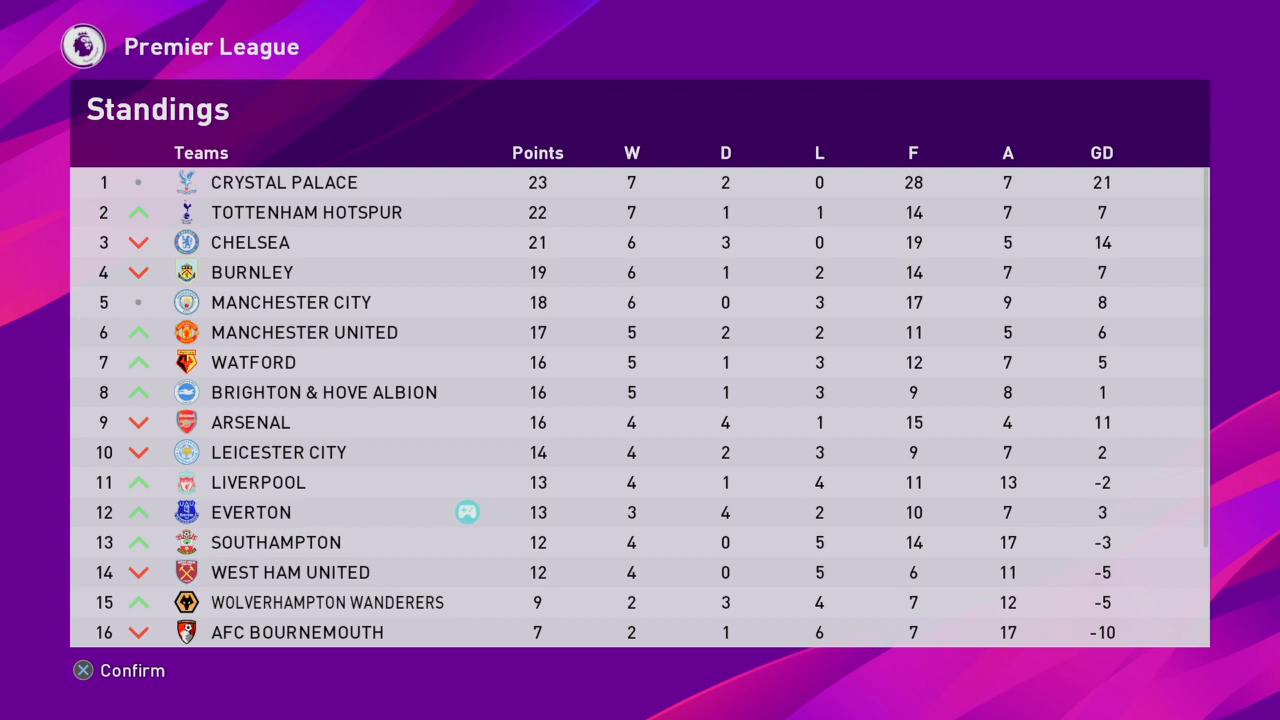 Premier League
Standings
Teams Points W D L F A GD
1 CRYSTAL PALACE 23 7 2 0 28 7 21
2 TOTTENHAM HOTSPUR 22 7 1 1 14 7 7
3 CHELSEA 21 6 3 0 19 5 14
4 BURNLEY 19 6 1 2 14 7 7
5 MANCHESTER CITY 18 6 0 3 17 9 8
6 MANCHESTER UNITED 17 5 2 2 11 5 6
7 WATFORD 16 5 1 3 12 7 5
8 BRIGHTON & HOVE ALBION 16 5 1 3 9 8 1
9 ARSENAL 16 4 4 1 15 4 11
10 LEICESTER CITY 14 4 2 3 9 7 2
11 LIVERPOOL 13 4 1 4 11 13 -2
12 EVERTON 13 3 4 2 10 7 3
13 SOUTHAMPTON 12 4 0 5 14 17 -3
14 WEST HAM UNITED 12 4 0 5 6 11 -5
15 WOLVERHAMPTON WANDERERS 9 2 3 4 7 12 -5
16 AFC BOURNEMOUTH 7 2 1 6 7 17 -10
Confirm